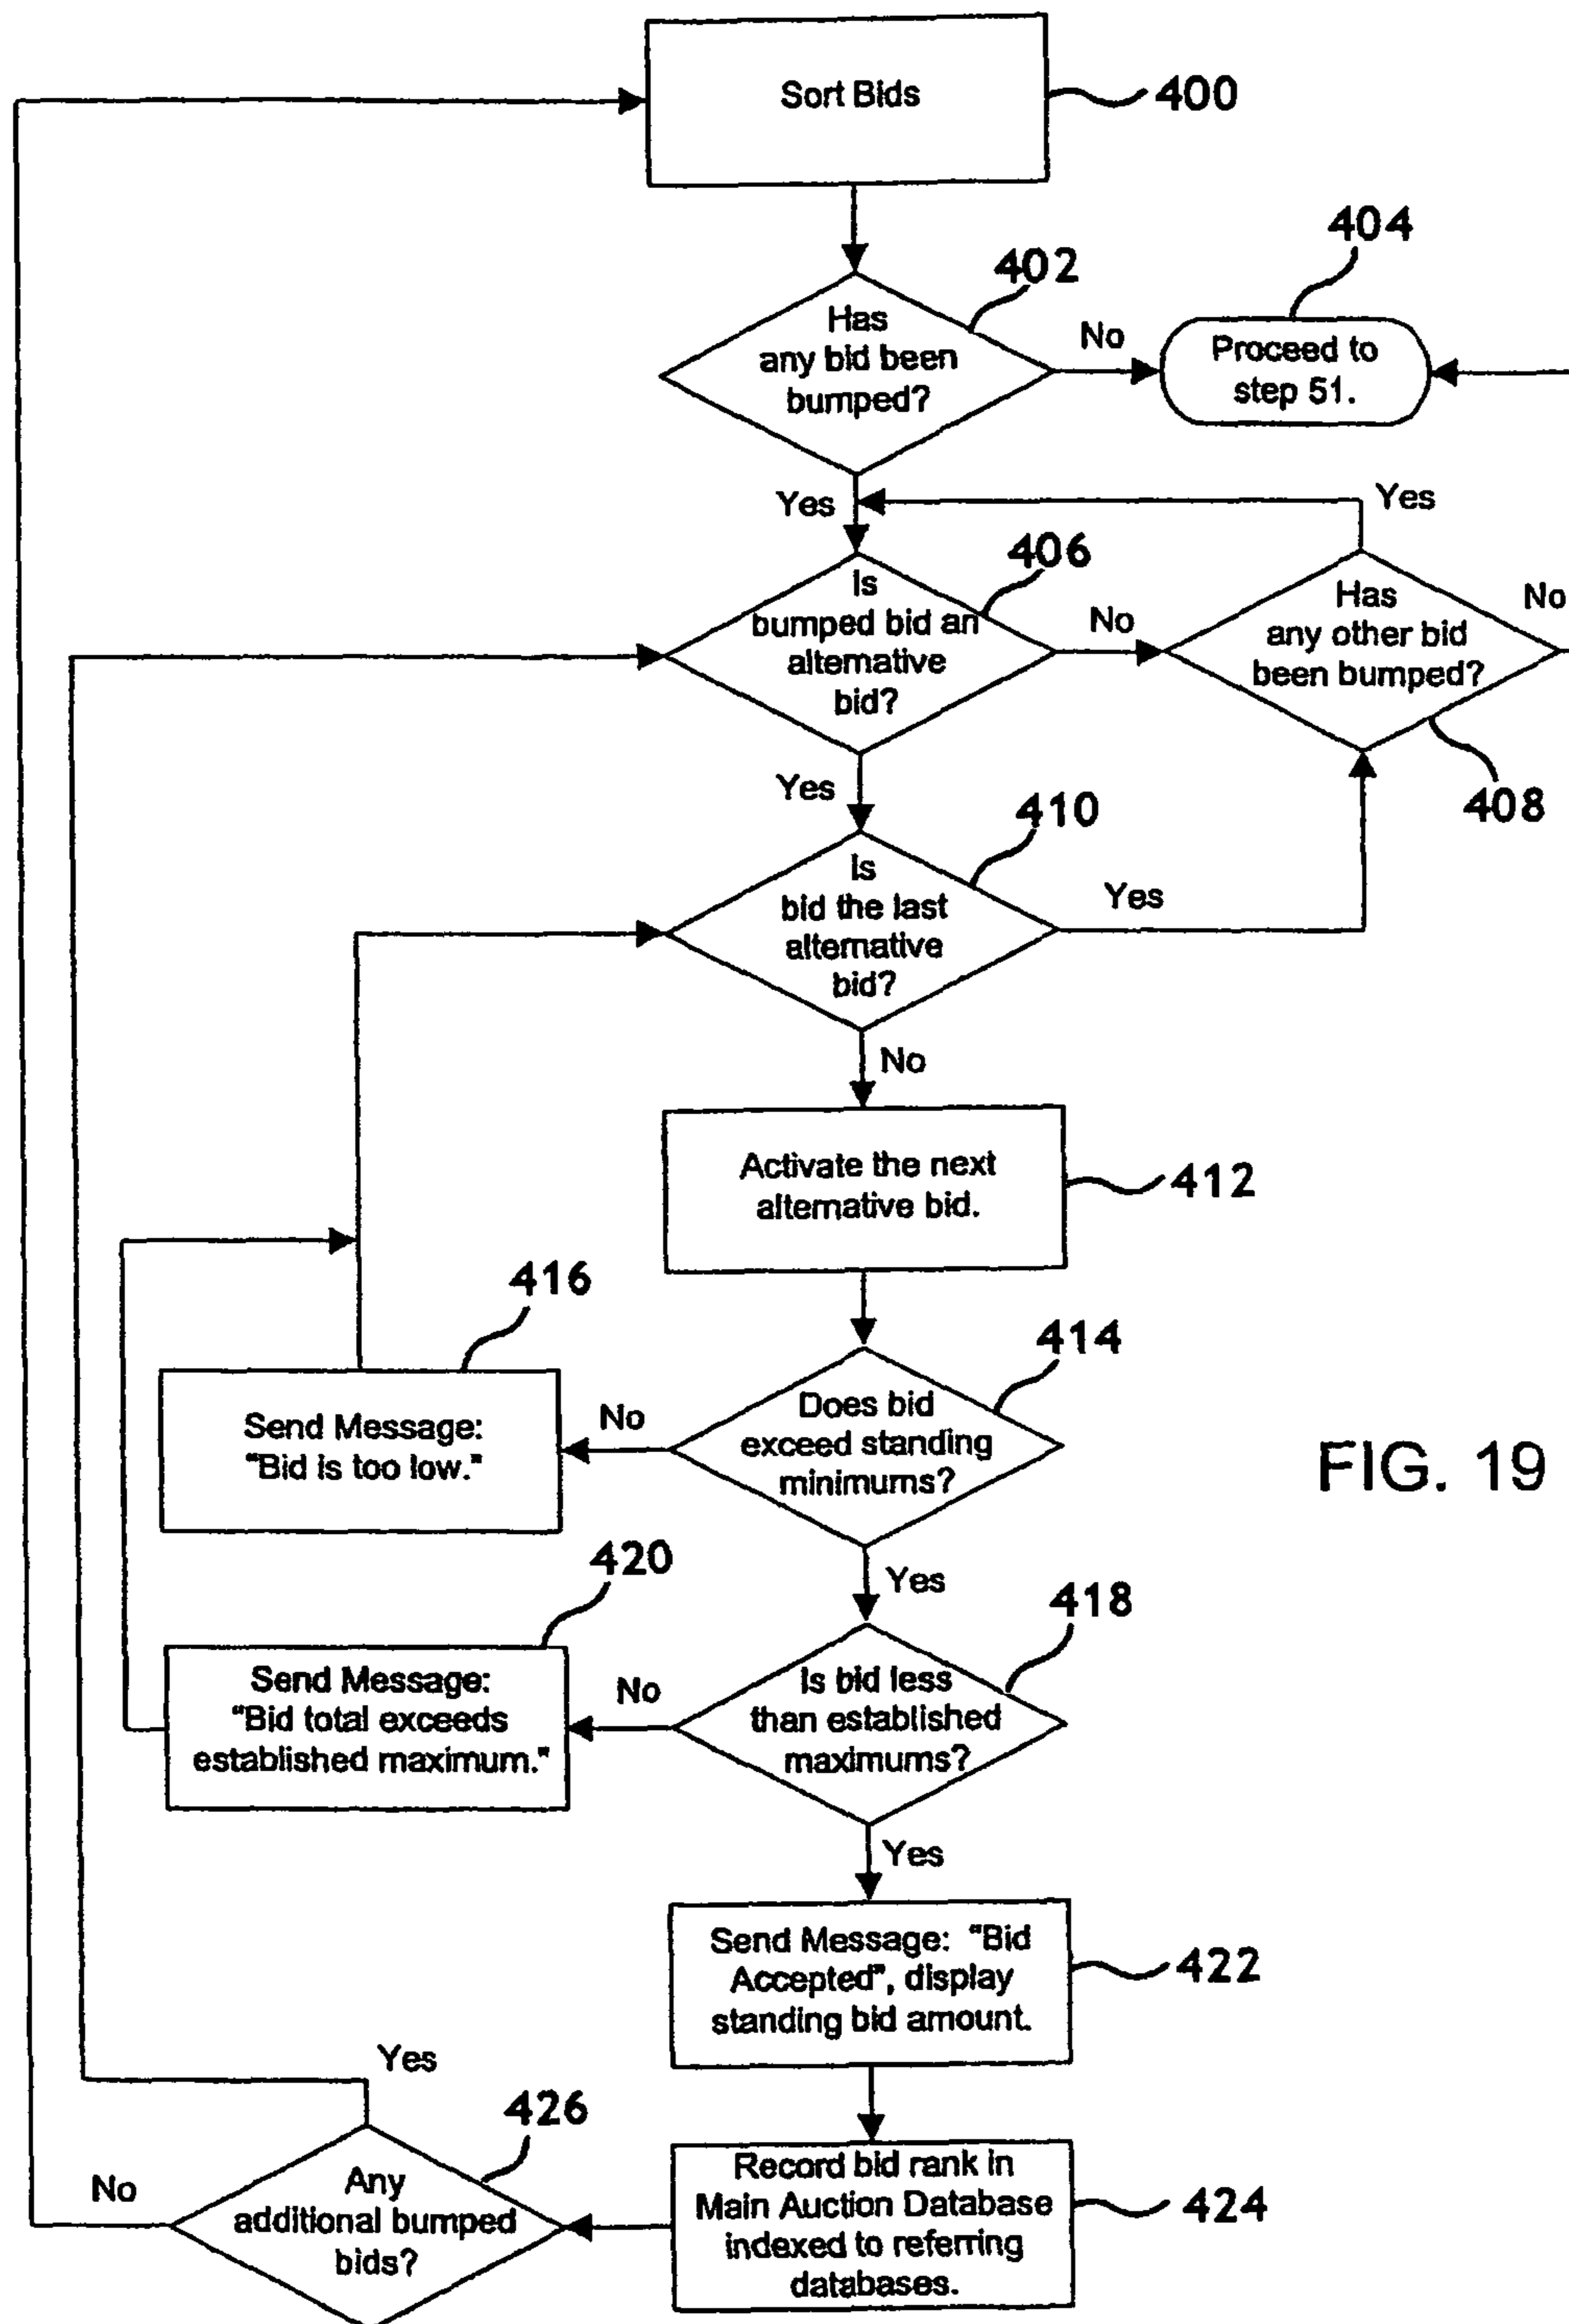 Sort Bids
400
402
404
Has
any bid been
bumped?
No
Proceed to
step 51.
Yes
Yes
406
Is
bumped bid an
alternative
bid?
No
Has
any other bid
been bumped?
No
408
Yes
410
Is
bid the last
alternative
bid?
Yes
No
Activate the next
alternative bid.
412
416
414
Send Message:
"Bid is too low."
No
Does bid
exceed standing
minimums?
FIG. 19
420
Yes
418
Send Message:
"Bid total exceeds
established maximum."
No
Is bid less
than established
maximums?
Yes
Send Message: "Bid
Accepted", display
standing bid amount.
422
Yes
426
No
Any
additional bumped
bids?
Record bid rank in
Main Auction Database
indexed to referring
databases.
424